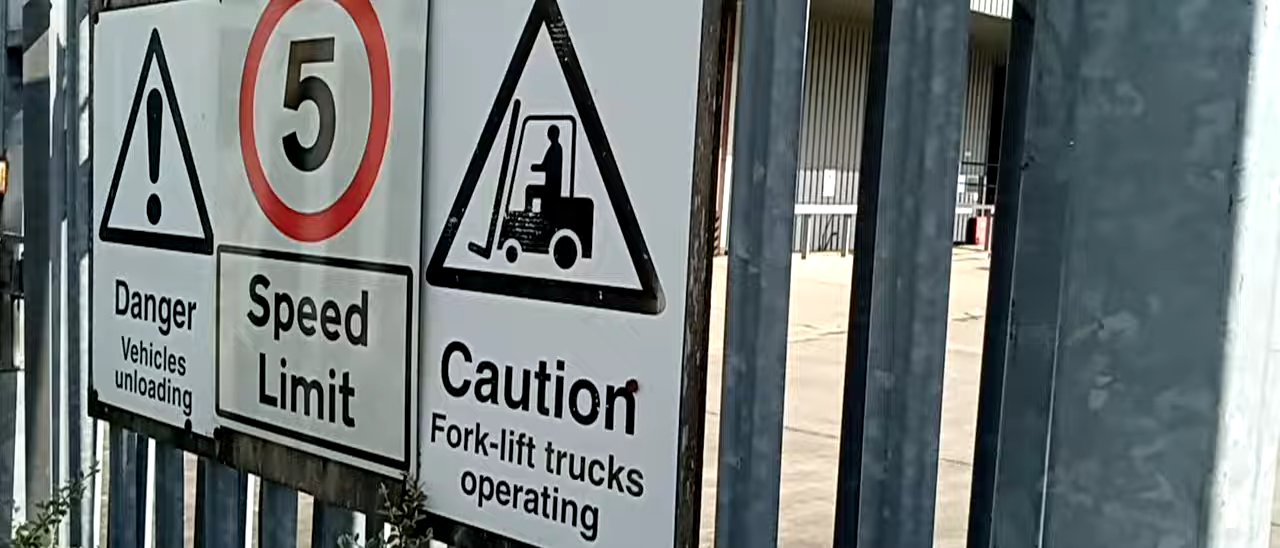 Danger
Vehicles
unloading
5
Speed
Limit
Caution
Fork-lift trucks
operating